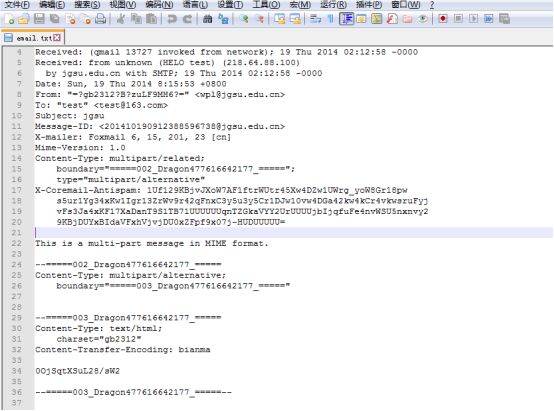 文件(F) 编辑(E) 搜索(S) 视图(V) 编码(N) 语言(L) 设置(T) 工具(O) 宏(M) 运行(R) 插件(P) 窗口(W) ?
email.txt
4 Received: (qmail 13727 invoked from network); 19 Thu 2014 02:12:58 -0000
5 Received: from unknown (HELO test) (218.64.88.100)
6 by jgsu.edu.cn with SMTP; 19 Thu 2014 02:12:58 -0000
7 Date: Sun, 19 Thu 2014 8:15:53 +0800
8 From: "=?gb2312?B?zuLF9MH6?=" <wpl@jgsu.edu.cn>
9 To: "test" <test@163.com>
10 Subject: jgsu
11 Message-ID: <201410190912388596738@jgsu.edu.cn>
12 X-mailer: Foxmail 6, 15, 201, 23 [cn]
13 Mime-Version: 1.0
14 Content-Type: multipart/related;
15 boundary="=====002_Dragon477616642177_=====";
16 type="multipart/alternative"
17 X-Coremail-Antispam: 1Uf129KBjvJXoW7AF1ftrWUtr45Xw4DZw1UWrg_yoW8Gr18pw
18 s5ur1Yg34xKw1Igr13ZrWv9r42qFnxC3y5u3y5Cr1DJw10vw4DGa42kw4kCr4vkwsruFyj
19 vFs3Ja4xKF17XaDanT9S1TB71UUUUUqnTZGkaVYY2UrUUUUjbIjqfuFe4nvWSU5nxnvy2
20 9KBjDUYxBIdaVFxhVjvjDU0xZFpf9x07j-HUDUUUUU=
21
22 This is a multi-part message in MIME format.
23
24 --=====002_Dragon477616642177_=====
25 Content-Type: multipart/alternative;
26 boundary="=====003_Dragon477616642177_====="
27
28
29 --=====003_Dragon477616642177_=====
30 Content-Type: text/html;
31 charset="gb2312"
32 Content-Transfer-Encoding: bianma
33
34 0OjSqtXSuL28/sW2
35
36 --=====003_Dragon477616642177_=====--
37